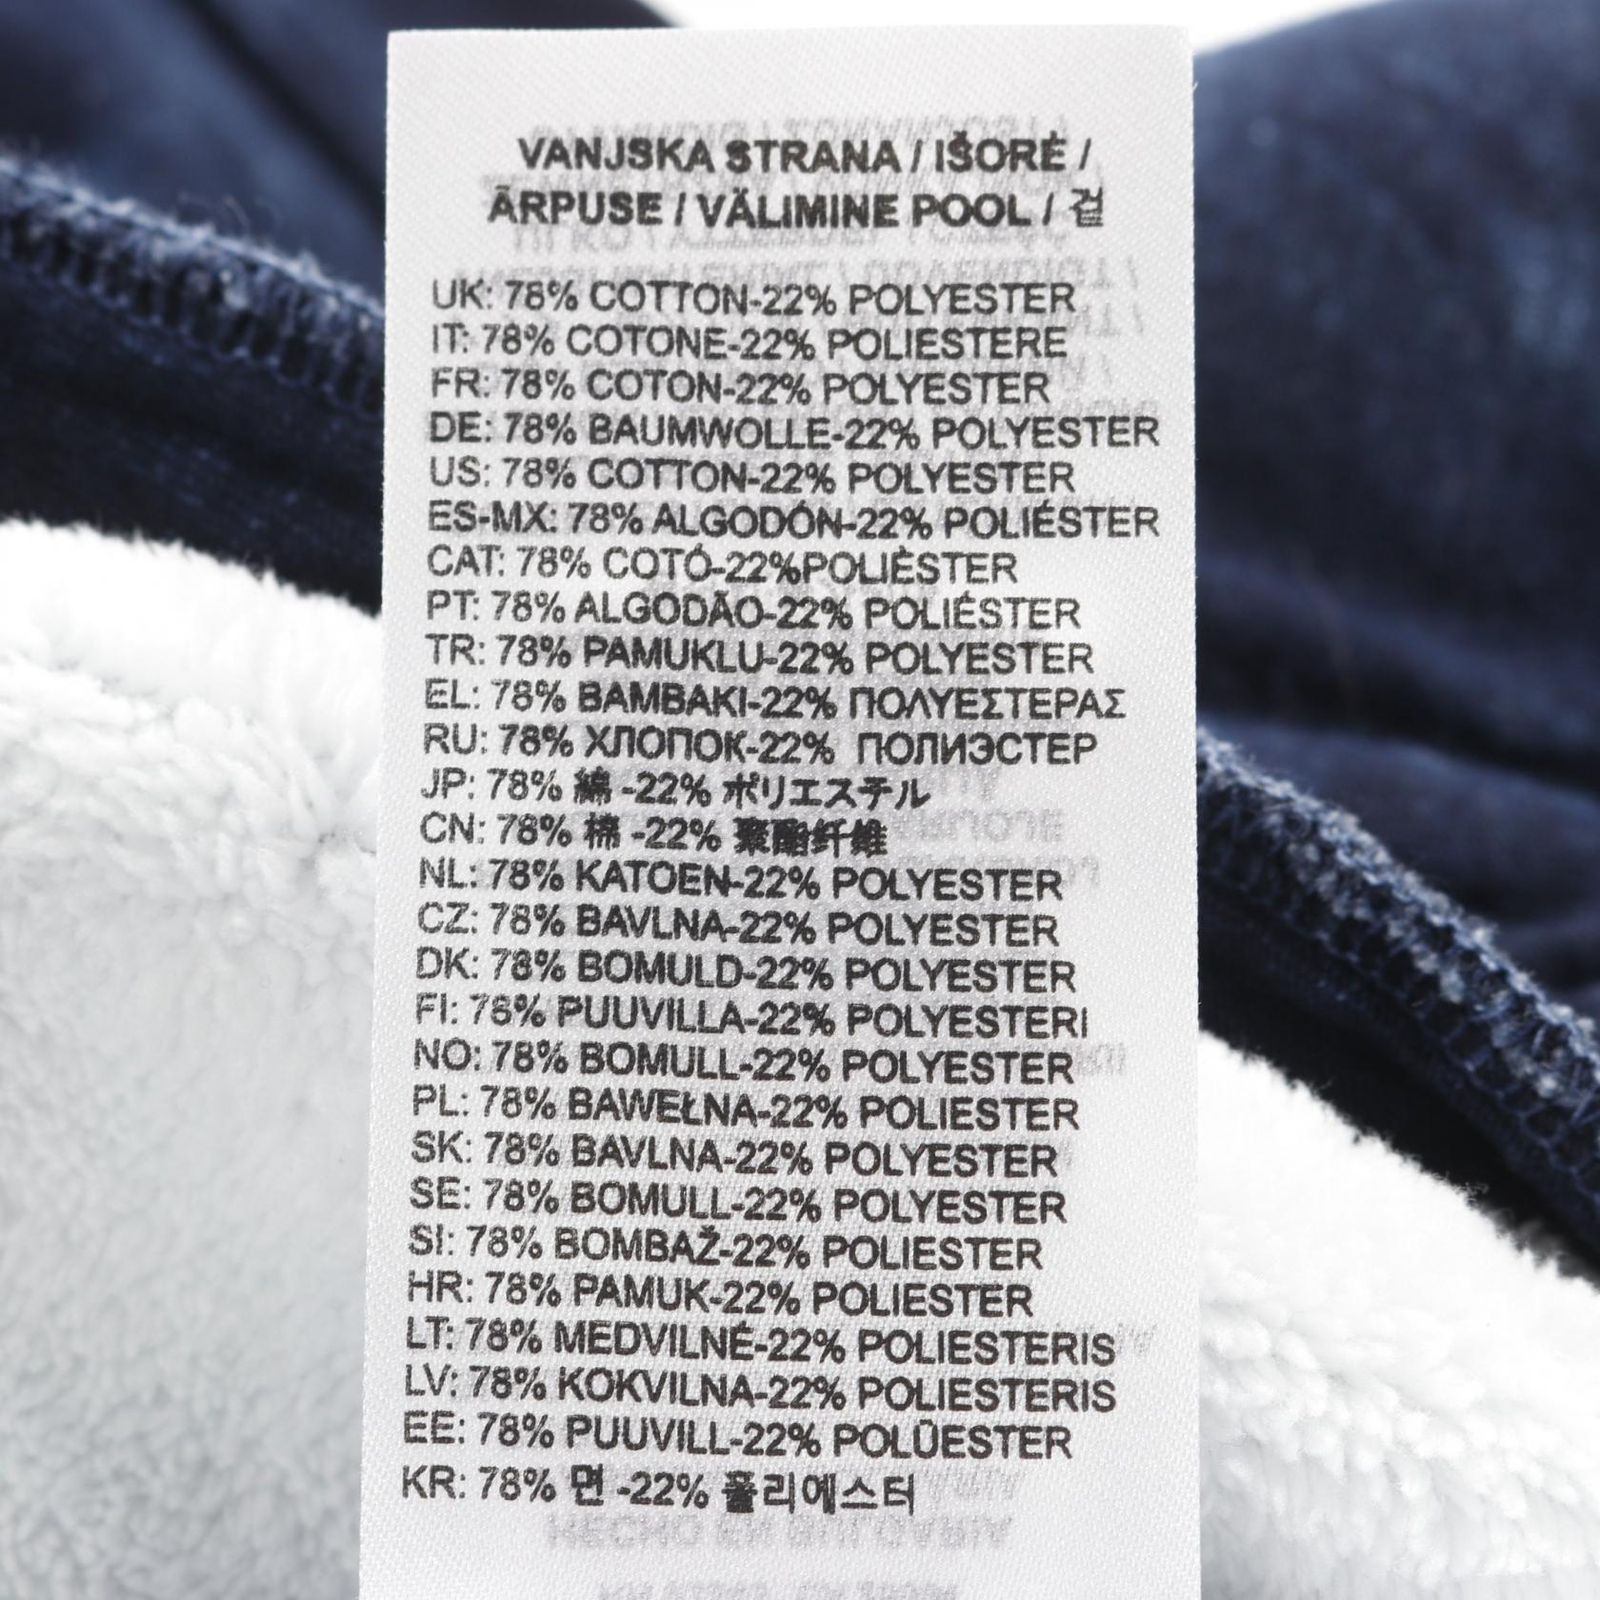 VANJSKA STRANA / IŠORĖ /
ĀRPUSE / VÄLIMINE POOL / 겉
UK: 78% COTTON-22% POLYESTER
IT: 78% COTONE-22% POLIESTERE
FR: 78% COTON-22% POLYESTER
DE: 78% BAUMWOLLE-22% POLYESTER
US: 78% COTTON-22% POLYESTER
ES-MX: 78% ALGODÓN-22% POLIÉSTER
CAT: 78% COTÓ-22%POLIÈSTER
PT: 78% ALGODÃO-22% POLIÉSTER
TR: 78% PAMUKLU-22% POLYESTER
EL: 78% ΒΑΜΒΑΚΙ-22% ΠΟΛΥΕΣΤΕΡΑΣ
RU: 78% ХЛОПОК-22% ПОЛИЭСТЕР
JP: 78% 綿 -22% ポリエステル
CN: 78% 棉 -22% 聚酯纤维
NL: 78% KATOEN-22% POLYESTER
CZ: 78% BAVLNA-22% POLYESTER
DK: 78% BOMULD-22% POLYESTER
FI: 78% PUUVILLA-22% POLYESTERI
NO: 78% BOMULL-22% POLYESTER
PL: 78% BAWEŁNA-22% POLIESTER
SK: 78% BAVLNA-22% POLYESTER
SE: 78% BOMULL-22% POLYESTER
SI: 78% BOMBAŽ-22% POLIESTER
HR: 78% PAMUK-22% POLIESTER
LT: 78% MEDVILNĖ-22% POLIESTERIS
LV: 78% KOKVILNA-22% POLIESTERIS
EE: 78% PUUVILL-22% POLÜESTER
KR: 78% 면 -22% 폴리에스터